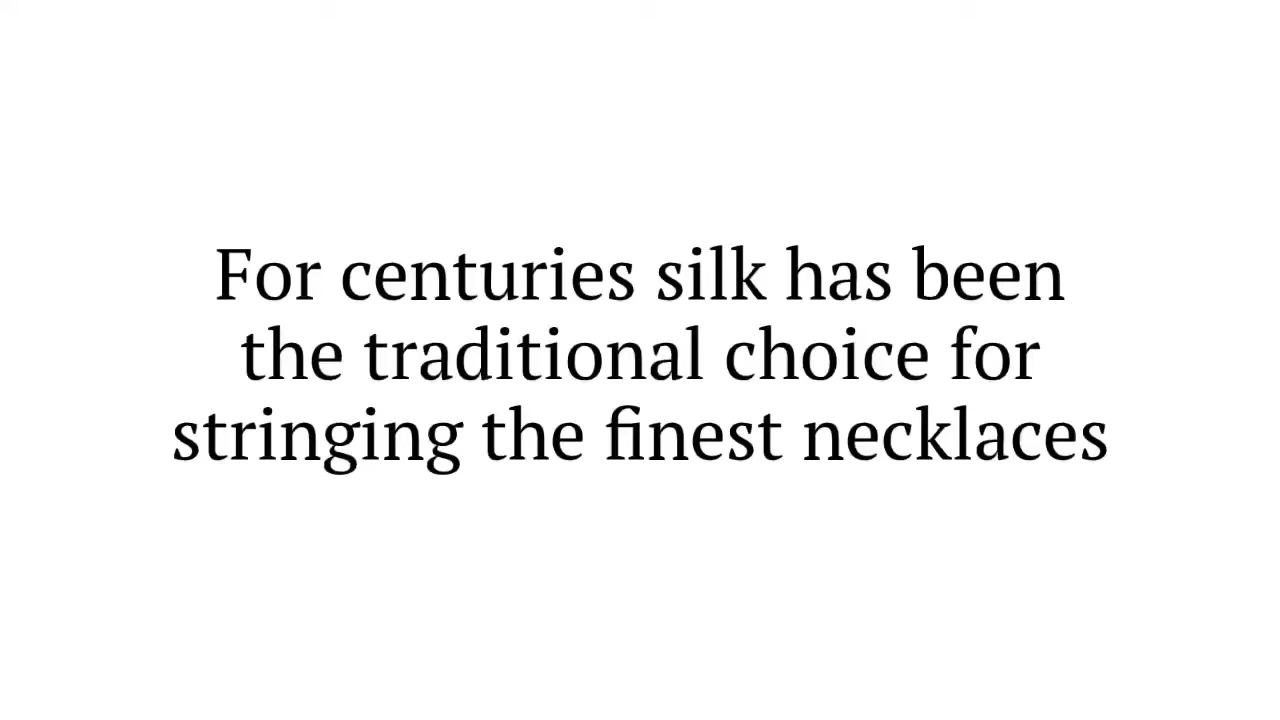 For centuries silk has been
the traditional choice for
stringing the finest necklaces